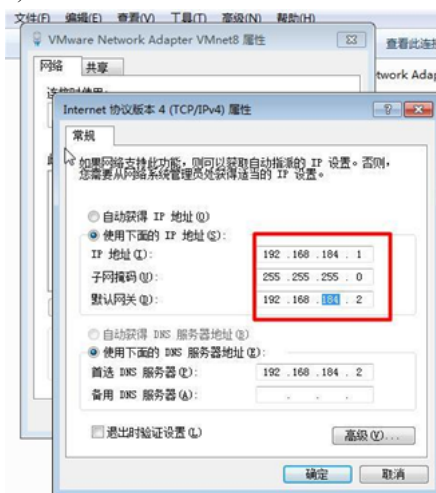 文件(F) 编辑(E) 查看(V) 工具(T) 高级(N) 帮助(H)
VMware Network Adapter VMnet8 属性
查看此连
网络 共享
twork Adap
Internet 协议版本 4 (TCP/IPv4) 属性
常规
如果网络支持此功能，则可以获取自动指派的 IP 设置。否则，
您需要从网络系统管理员处获得适当的 IP 设置。
自动获得 IP 地址(O)
使用下面的 IP 地址(S):
IP 地址(I): 192 .168 .184 . 1
子网掩码(U): 255 .255 .255 . 0
默认网关(D): 192 .168 .184 . 2
自动获得 DNS 服务器地址(B)
使用下面的 DNS 服务器地址(E):
首选 DNS 服务器(P): 192 .168 .184 . 2
备用 DNS 服务器(A): . . .
退出时验证设置(L)
高级(V)...
确定 取消